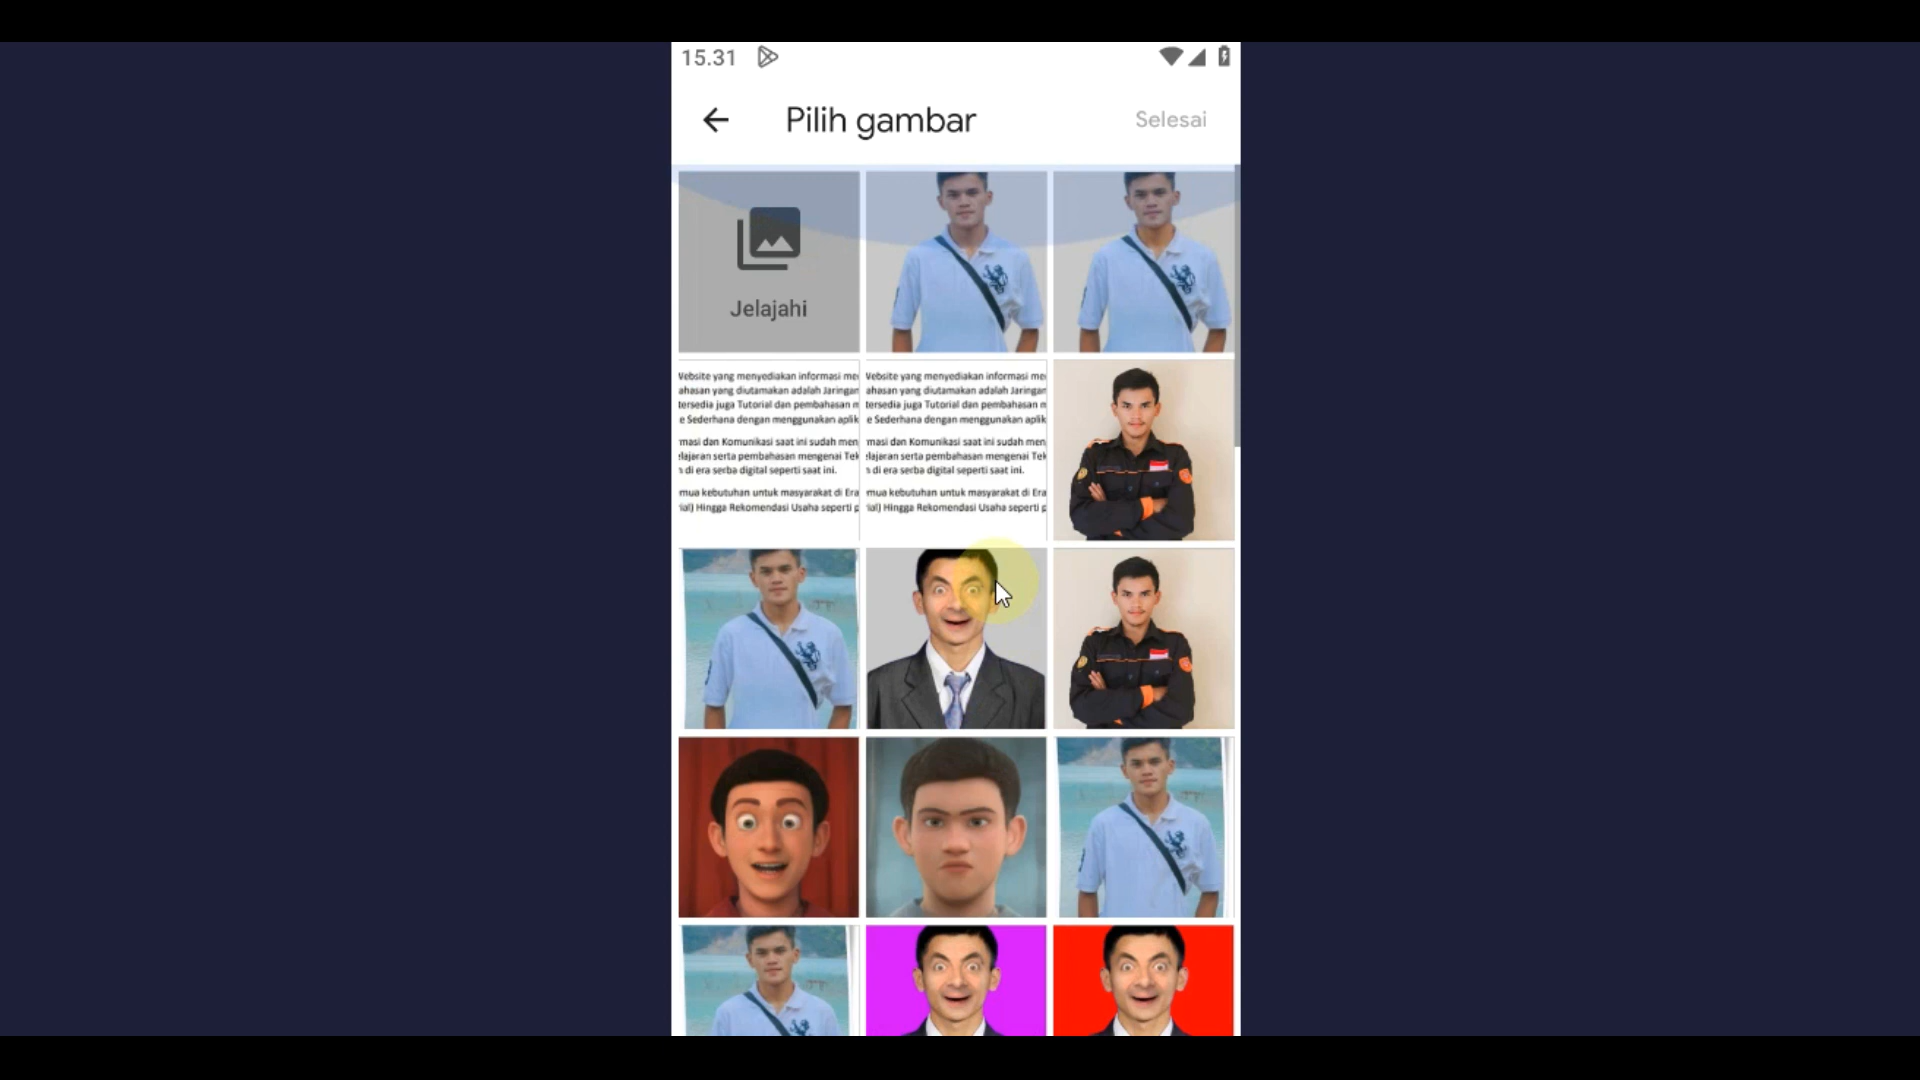 15.31
Pilih gambar
Selesai
Jelajahi
Website yang menyediakan informasi me
ahasan yang diutamakan adalah Jaringan
tersedia juga Tutorial dan pembahasan m
e Sederhana dengan menggunakan aplik
masi dan Komunikasi saat ini sudah men
elajaran serta pembahasan mengenai Tek
n di era serba digital seperti saat ini.
mua kebutuhan untuk masyarakat di Era
ial) Hingga Rekomendasi Usaha seperti p
Website yang menyediakan informasi me
ahasan yang diutamakan adalah Jaringan
tersedia juga Tutorial dan pembahasan m
e Sederhana dengan menggunakan aplik
masi dan Komunikasi saat ini sudah men
elajaran serta pembahasan mengenai Tek
n di era serba digital seperti saat ini.
mua kebutuhan untuk masyarakat di Era
ial) Hingga Rekomendasi Usaha seperti p